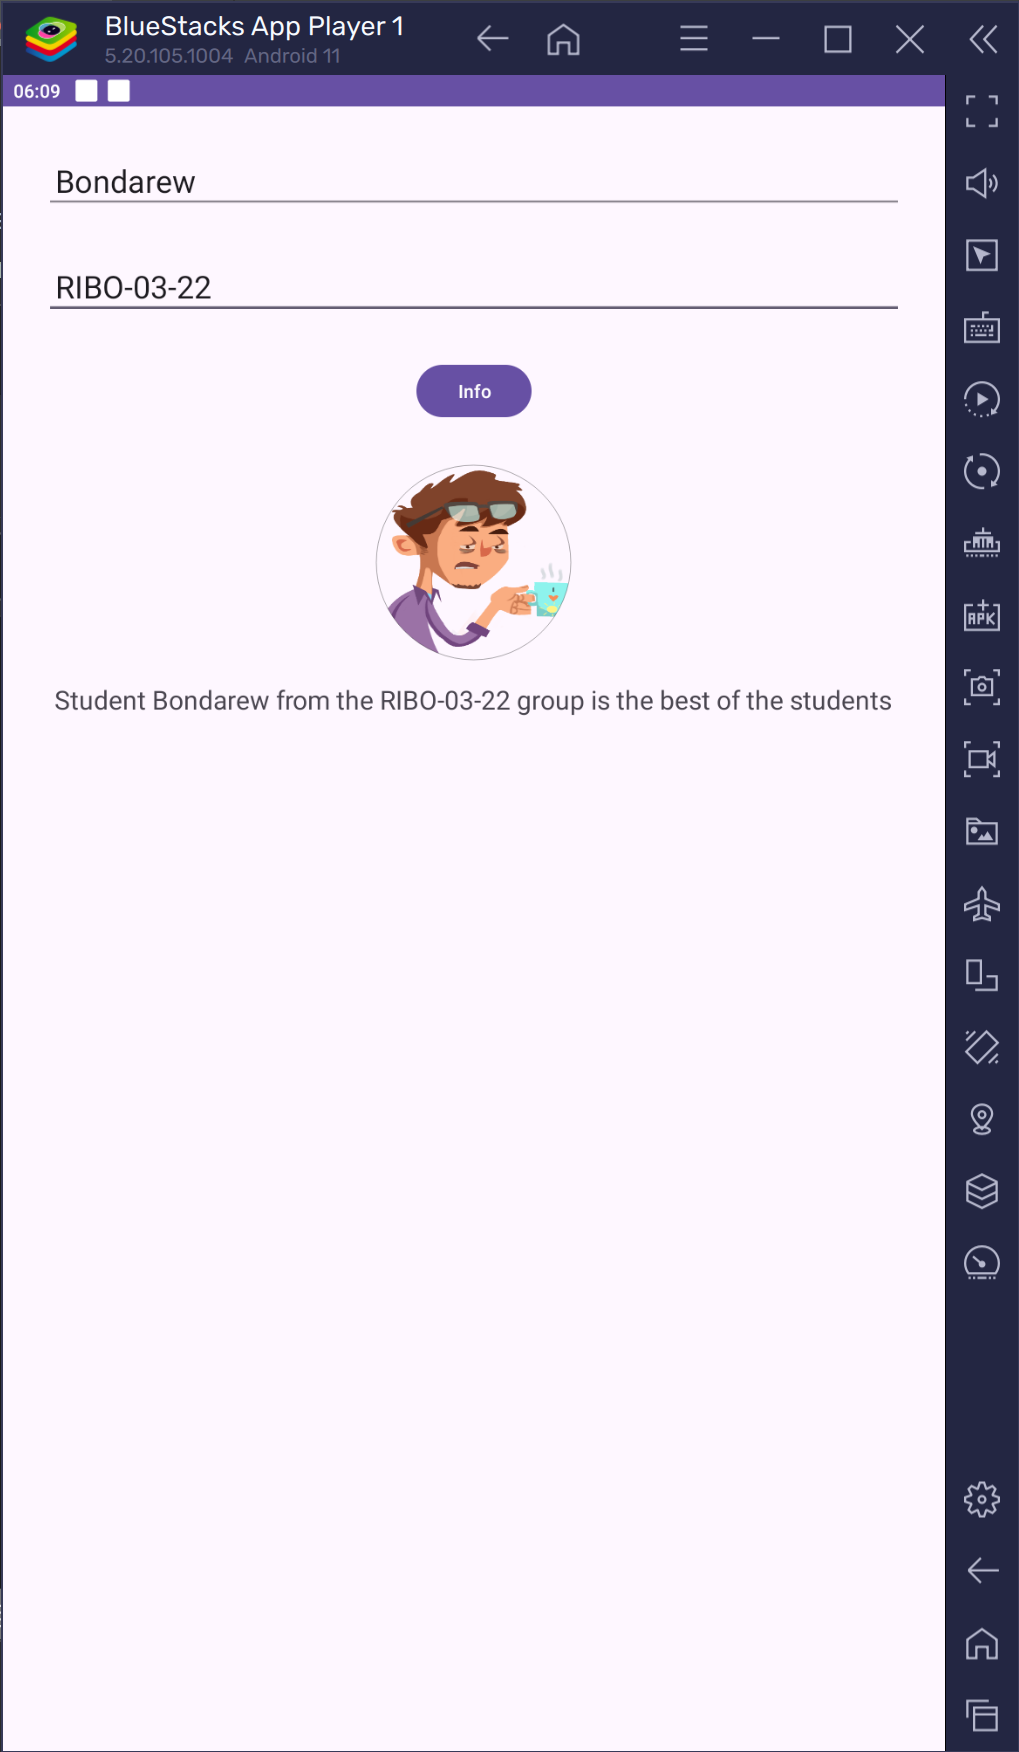 BlueStacks App Player 1
5.20.105.1004 Android 11
06:09
Bondarew
RIBO-03-22
Info
Student Bondarew from the RIBO-03-22 group is the best of the students
APK